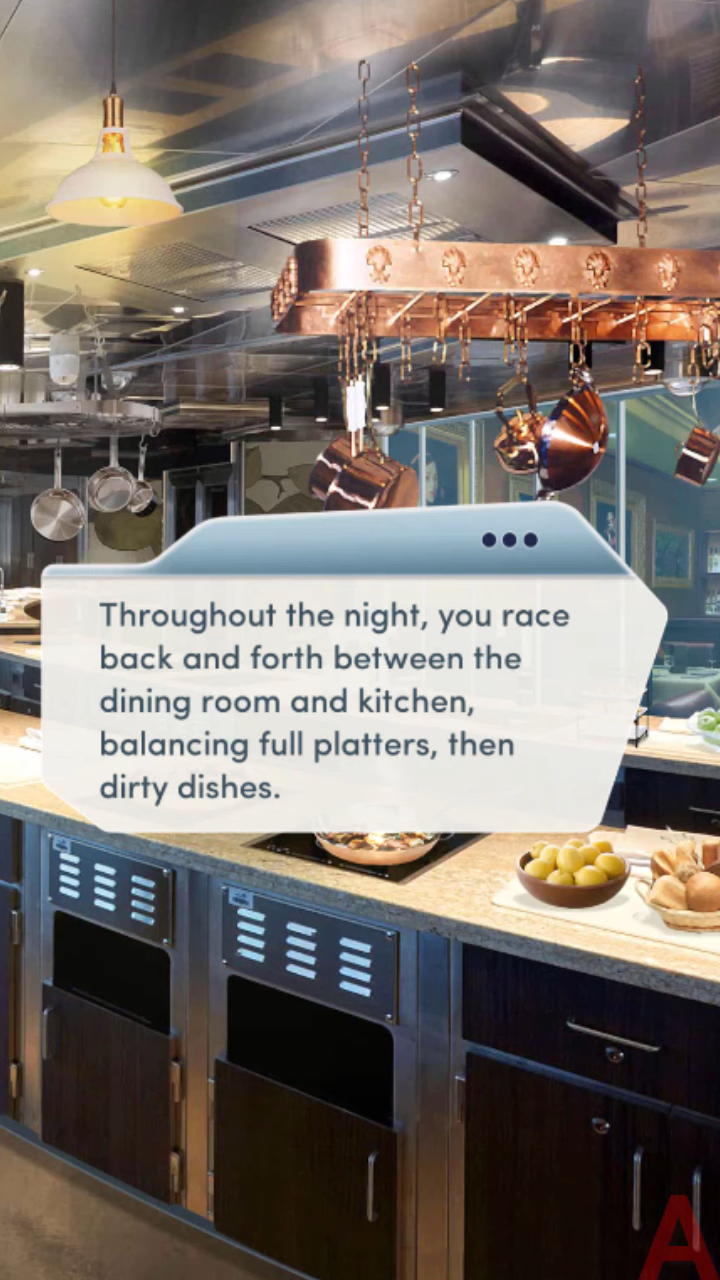 Throughout the night, you race
back and forth between the
dining room and kitchen,
balancing full platters, then
dirty dishes.
A